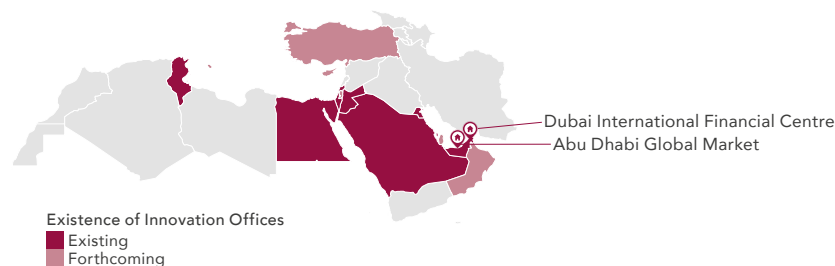 Dubai International Financial Centre
Abu Dhabi Global Market
Existence of Innovation Offices
Existing
Forthcoming